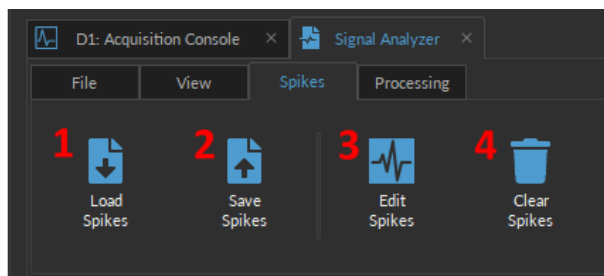 D1: Acquisition Console × Signal Analyzer ×
File View Spikes Processing
1 2 3 4
Load Save Edit Clear
Spikes Spikes Spikes Spikes